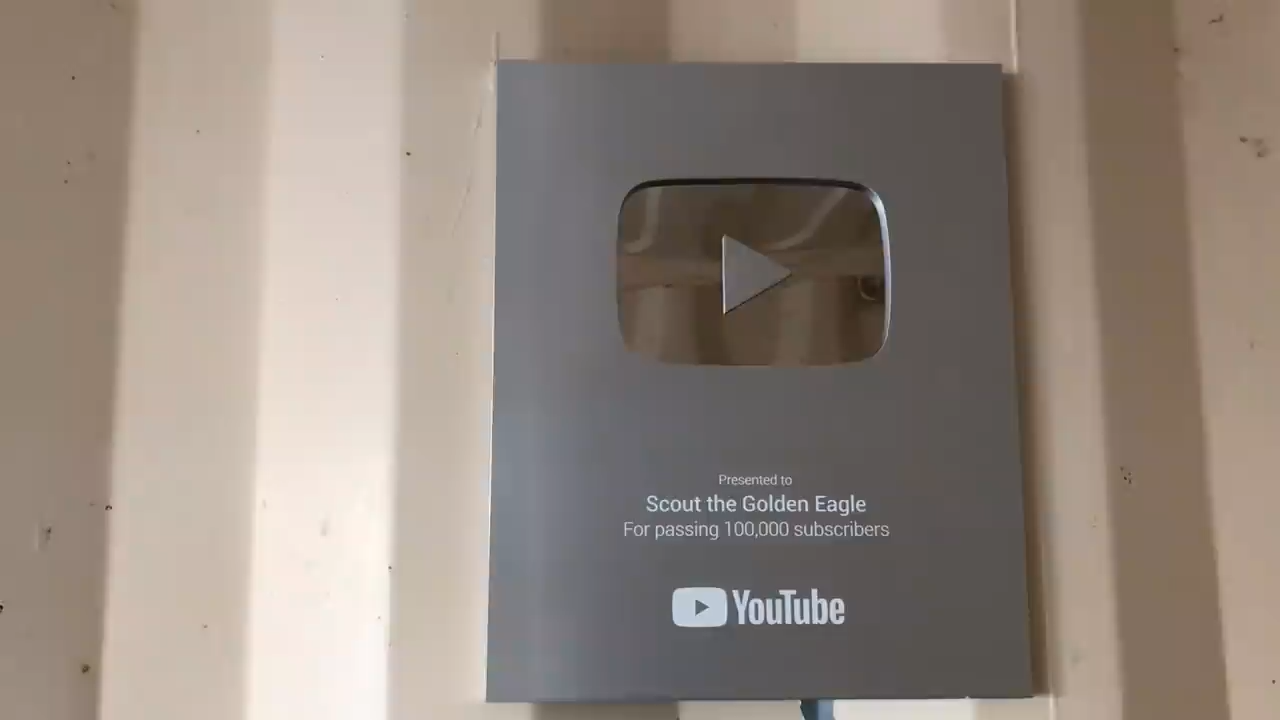 Presented to
Scout the Golden Eagle
For passing 100,000 subscribers
YouTube